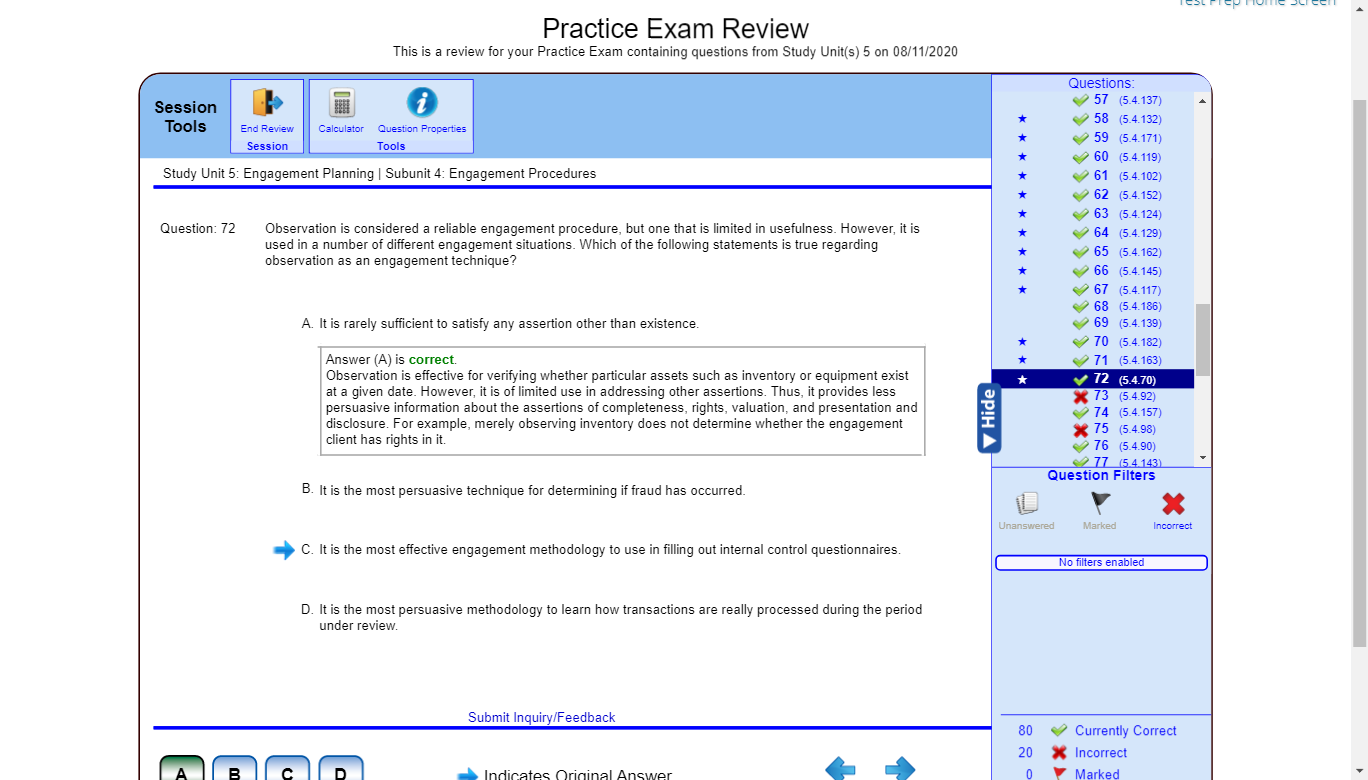 Test Prep Home Screen
Practice Exam Review
This is a review for your Practice Exam containing questions from Study Unit(s) 5 on 08/11/2020
Session Tools
End Review
Session
Calculator
Question Properties
Tools
Study Unit 5: Engagement Planning | Subunit 4: Engagement Procedures
Question: 72
Observation is considered a reliable engagement procedure, but one that is limited in usefulness. However, it is
used in a number of different engagement situations. Which of the following statements is true regarding
observation as an engagement technique?
A. It is rarely sufficient to satisfy any assertion other than existence.
Answer (A) is correct.
Observation is effective for verifying whether particular assets such as inventory or equipment exist
at a given date. However, it is of limited use in addressing other assertions. Thus, it provides less
persuasive information about the assertions of completeness, rights, valuation, and presentation and
disclosure. For example, merely observing inventory does not determine whether the engagement
client has rights in it.
B. It is the most persuasive technique for determining if fraud has occurred.
C. It is the most effective engagement methodology to use in filling out internal control questionnaires.
D. It is the most persuasive methodology to learn how transactions are really processed during the period
under review.
Submit Inquiry/Feedback
A B C D
Indicates Original Answer
Hide
Questions:
57 (5.4.137)
58 (5.4.132)
59 (5.4.171)
60 (5.4.119)
61 (5.4.102)
62 (5.4.152)
63 (5.4.124)
64 (5.4.129)
65 (5.4.162)
66 (5.4.145)
67 (5.4.117)
68 (5.4.186)
69 (5.4.139)
70 (5.4.182)
71 (5.4.163)
72 (5.4.70)
73 (5.4.92)
74 (5.4.157)
75 (5.4.98)
76 (5.4.90)
77 (5.4.143)
Question Filters
Unanswered
Marked
Incorrect
No filters enabled
80 Currently Correct
20 Incorrect
0 Marked